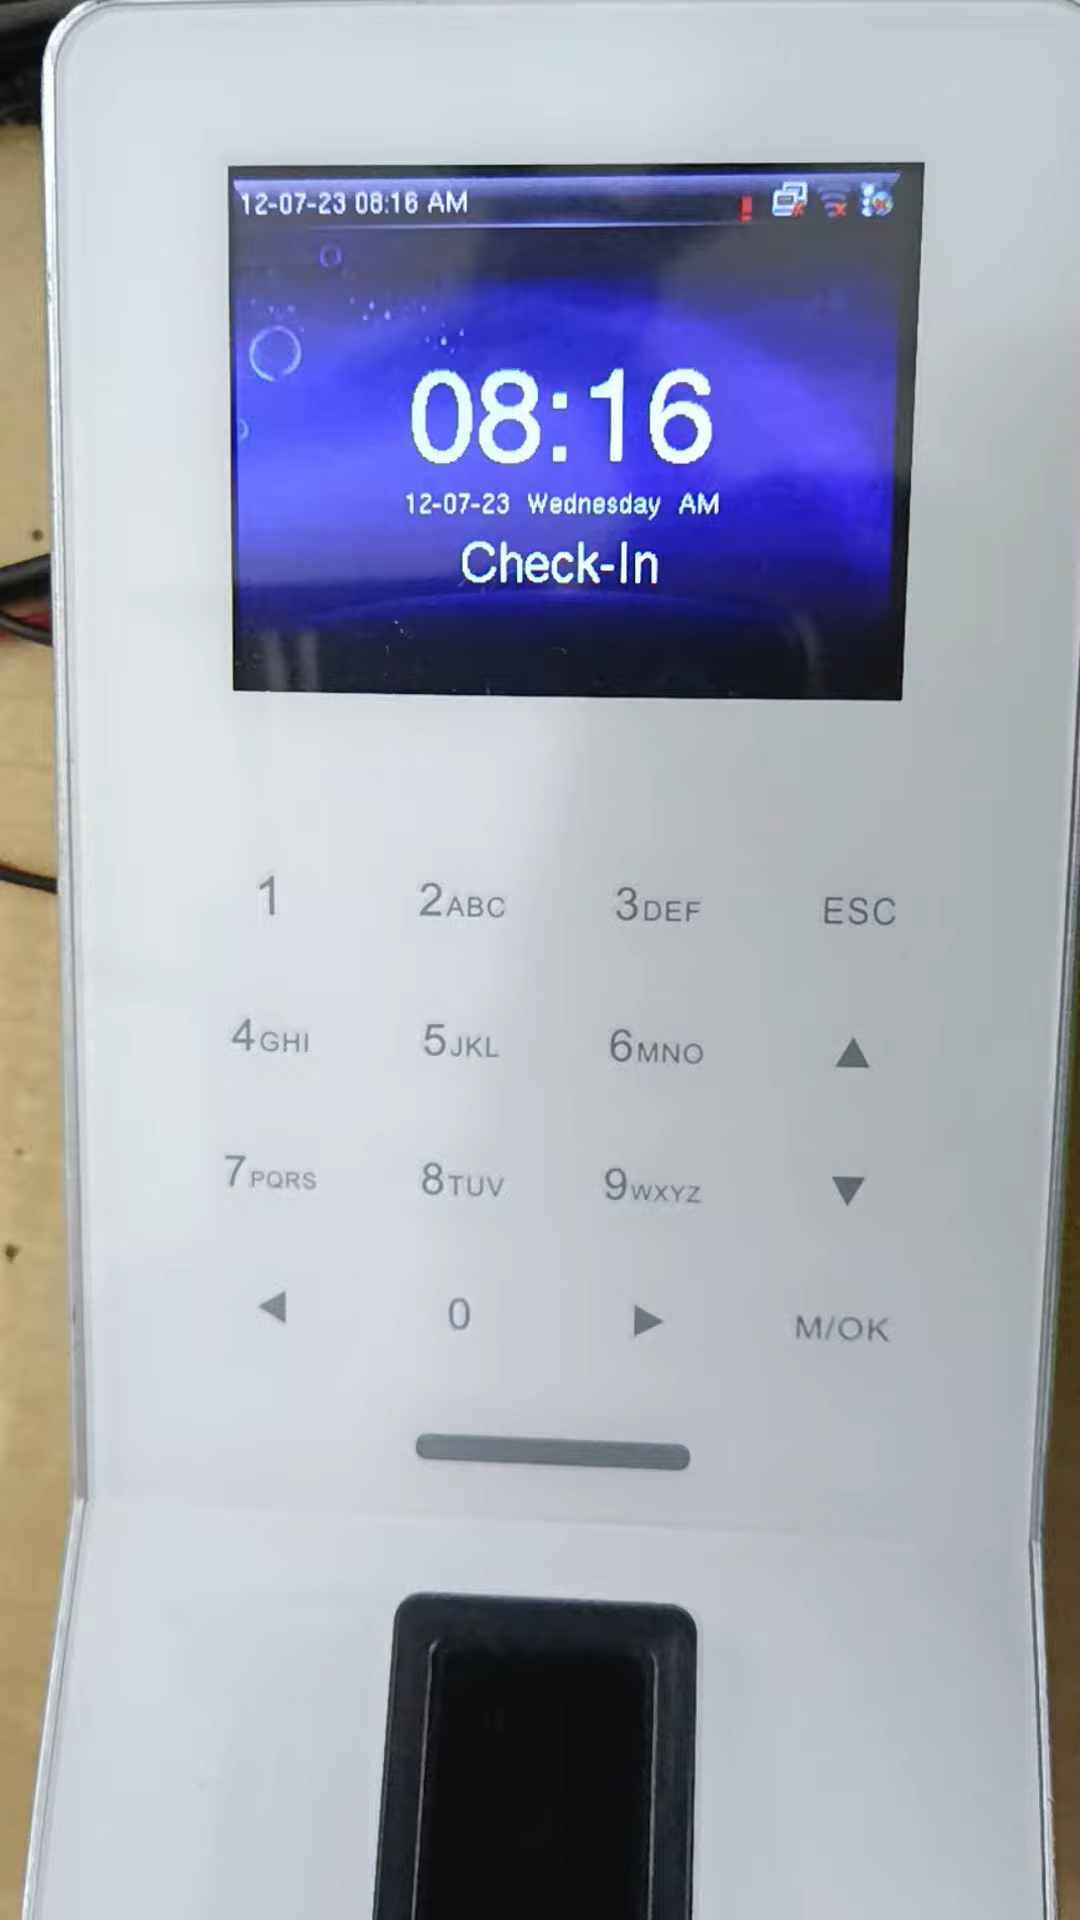 12-07-23 08:16 AM
08:16
12-07-23 Wednesday AM
Check-In
1 2ABC 3DEF ESC
4GHI 5JKL 6MNO
7PQRS 8TUV 9WXYZ
0 M/OK